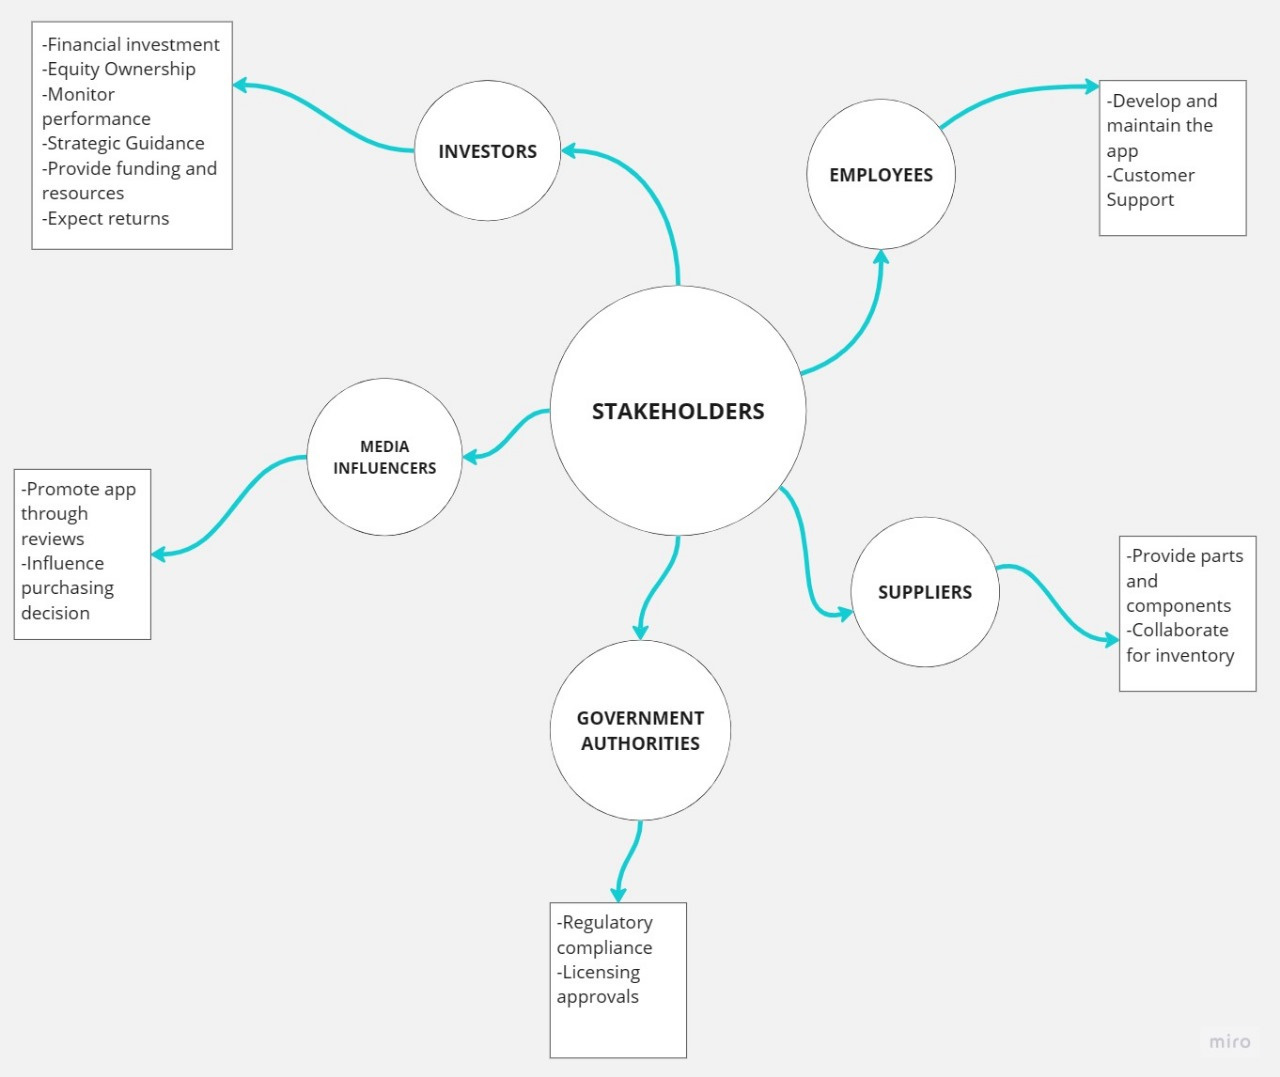 -Financial investment
-Equity Ownership
-Monitor
performance
-Strategic Guidance
-Provide funding and
resources
-Expect returns
INVESTORS
EMPLOYEES
-Develop and
maintain the
app
-Customer
Support
STAKEHOLDERS
MEDIA
INFLUENCERS
-Promote app
through
reviews
-Influence
purchasing
decision
SUPPLIERS
-Provide parts
and
components
-Collaborate
for inventory
GOVERNMENT
AUTHORITIES
-Regulatory
compliance
-Licensing
approvals
miro